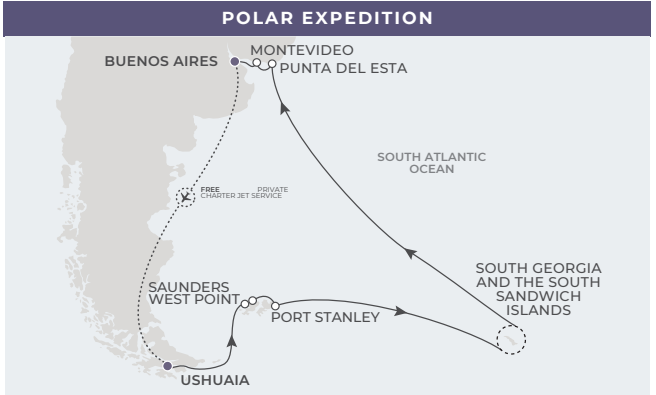 POLAR EXPEDITION
MONTEVIDEO
BUENOS AIRES
PUNTA DEL ESTA
SOUTH ATLANTIC
OCEAN
FREE PRIVATE
CHARTER JET SERVICE
SOUTH GEORGIA
AND THE SOUTH
SANDWICH
ISLANDS
SAUNDERS
WEST POINT
PORT STANLEY
USHUAIA